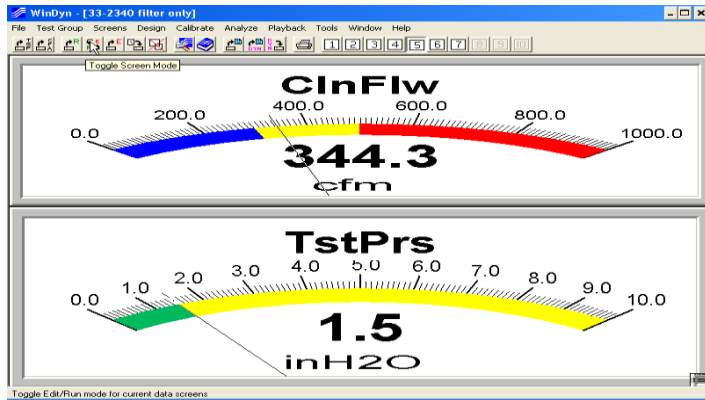 WinDyn - [33-2340 filter only]
File Test Group Screens Design Calibrate Analyze Playback Tools Window Help
1 2 3 4 5 6 7 8 9 10
Toggle Screen Mode
ClnFlw
0.0 200.0 400.0 600.0 800.0 1000.0
344.3
cfm
TstPrs
0.0 1.0 2.0 3.0 4.0 5.0 6.0 7.0 8.0 9.0 10.0
1.5
inH2O
Toggle Edit/Run mode for current data screens